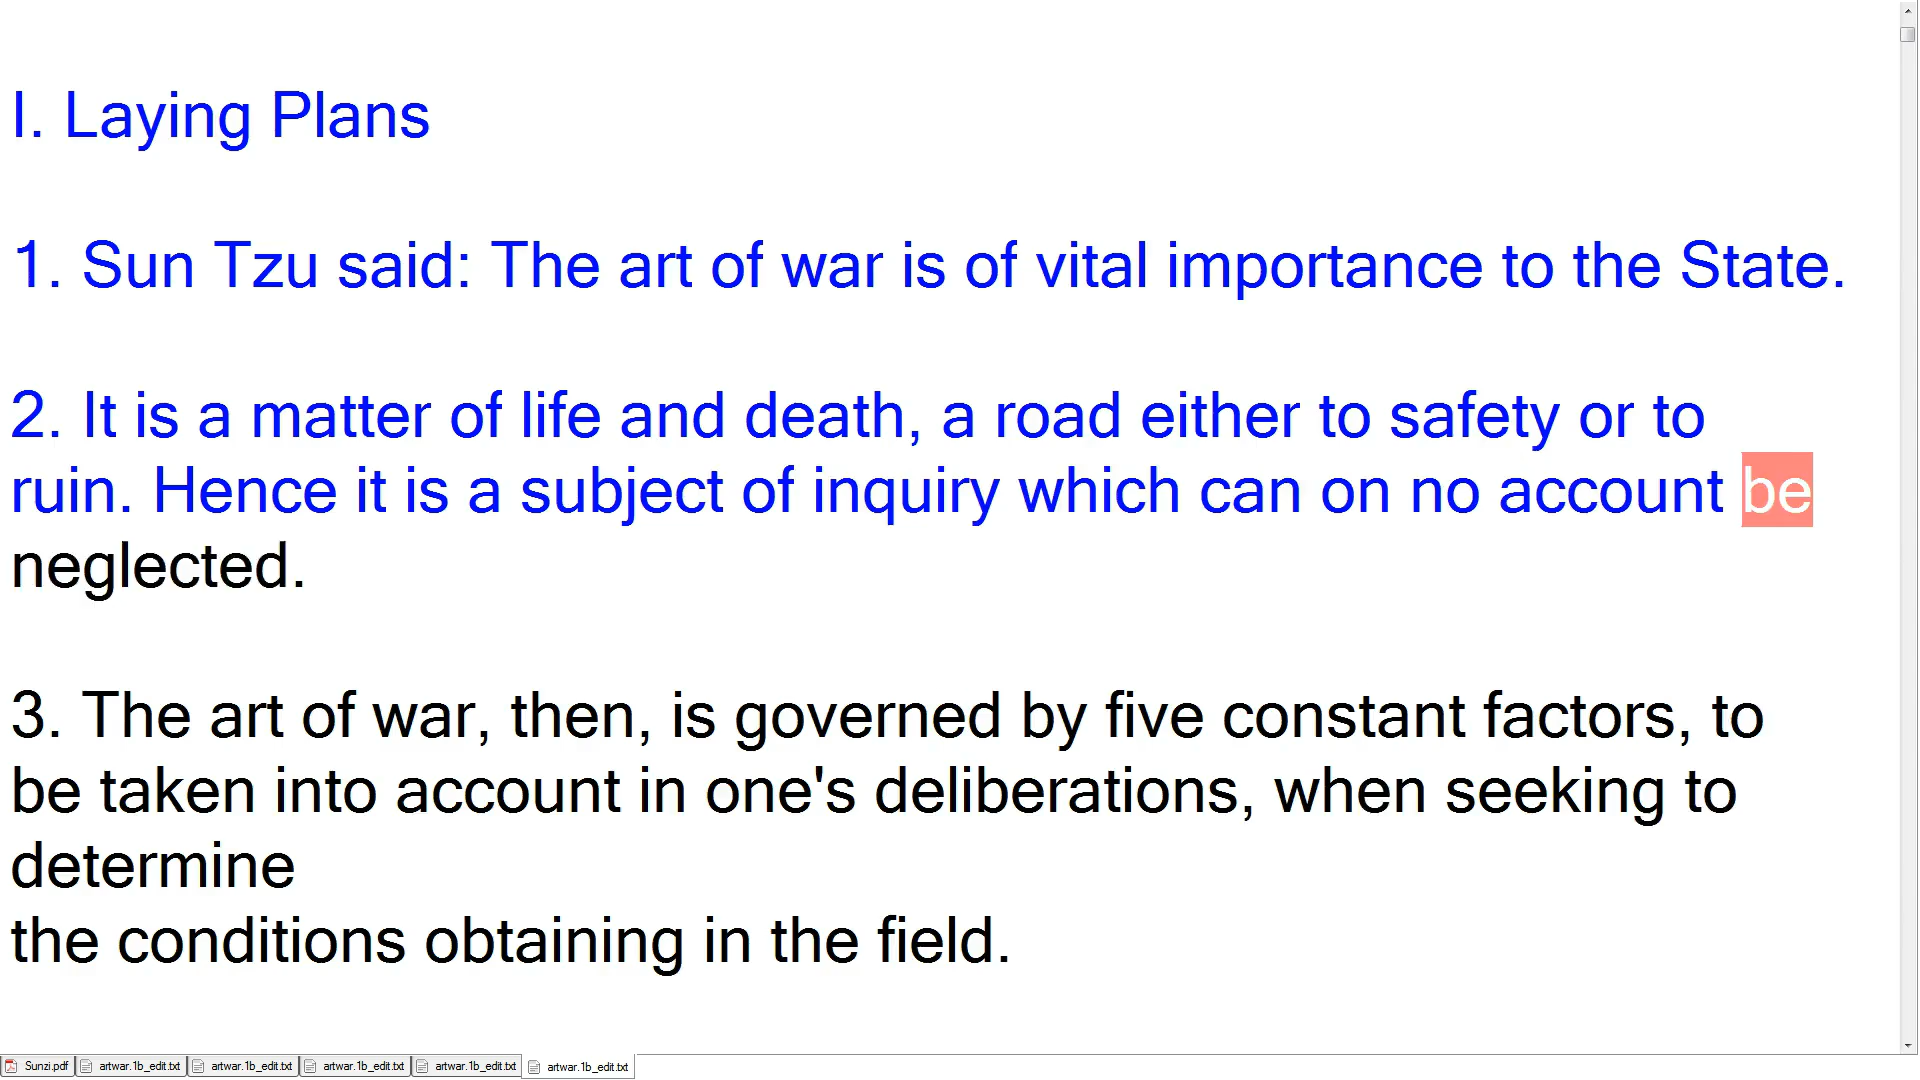 I. Laying Plans
1. Sun Tzu said: The art of war is of vital importance to the State.
2. It is a matter of life and death, a road either to safety or to
ruin. Hence it is a subject of inquiry which can on no account be
neglected.
3. The art of war, then, is governed by five constant factors, to
be taken into account in one's deliberations, when seeking to
determine
the conditions obtaining in the field.
Sunzi.pdf artwar.1b_edit.txt artwar.1b_edit.txt artwar.1b_edit.txt artwar.1b_edit.txt artwar.1b_edit.txt